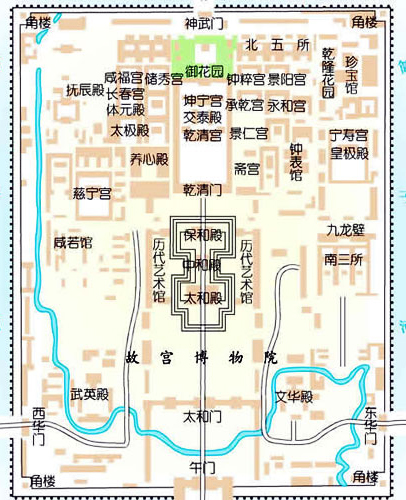 角楼
神武门
角楼
北五所
御花园
乾隆花园
珍宝馆
咸福宫
储秀宫
钟粹宫
景阳宫
抚辰殿
长春宫
体元殿
坤宁宫
交泰殿
乾清宫
承乾宫
永和宫
太极殿
景仁宫
宁寿宫
皇极殿
养心殿
斋宫
钟表馆
慈宁宫
乾清门
咸若馆
历代艺术馆
保和殿
中和殿
太和殿
历代艺术馆
九龙壁
南三所
故宫博物院
武英殿
文华殿
西华门
太和门
东华门
午门
角楼
角楼